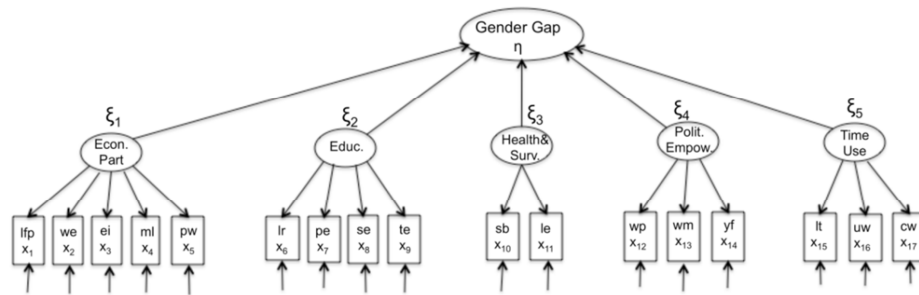 Gender Gap
η
ξ1
ξ2
ξ3
ξ4
ξ5
Econ.
Part
Educ.
Health&
Surv.
Polit.
Empow.
Time
Use
lfp
we
ei
ml
pw
lr
pe
se
te
sb
le
wp
wm
yf
lt
uw
cw
x1
x2
x3
x4
x5
x6
x7
x8
x9
x10
x11
x12
x13
x14
x15
x16
x17